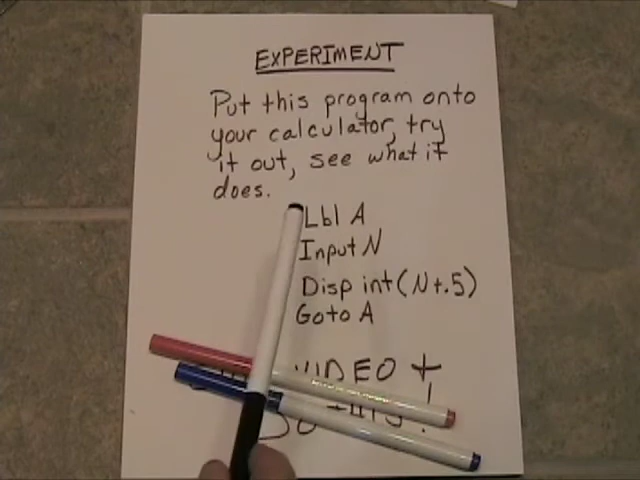 EXPERIMENT
Put this program onto
your calculator, try
it out, see what it
does.
Lbl A
Input N
Disp int(N+.5)
Goto A
VIDEO +